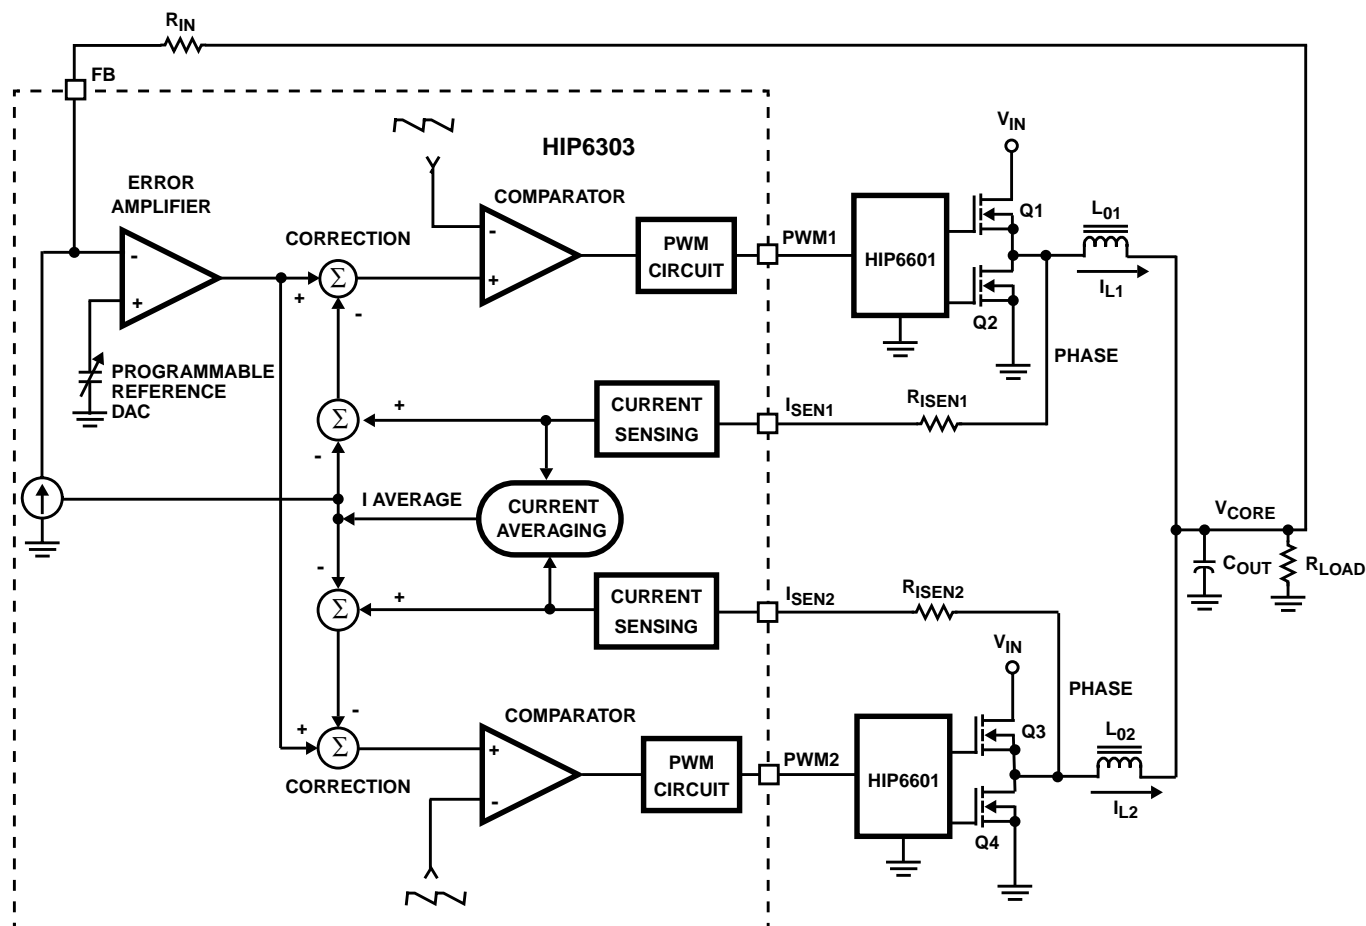 RIN
FB
VIN
HIP6303
ERROR
AMPLIFIER
COMPARATOR
Q1
L01
CORRECTION
-
PWM
CIRCUIT
PWM1
HIP6601
-
Σ
+
+
+
IL1
-
Q2
PHASE
PROGRAMMABLE
REFERENCE
DAC
CURRENT
SENSING
ISEN1
RISEN1
+
Σ
-
I AVERAGE
CURRENT
AVERAGING
VCORE
COUT
RLOAD
-
+
CURRENT
SENSING
ISEN2
RISEN2
Σ
VIN
PHASE
-
COMPARATOR
Q3
L02
+
Σ
+
PWM
CIRCUIT
PWM2
HIP6601
CORRECTION
-
IL2
Q4